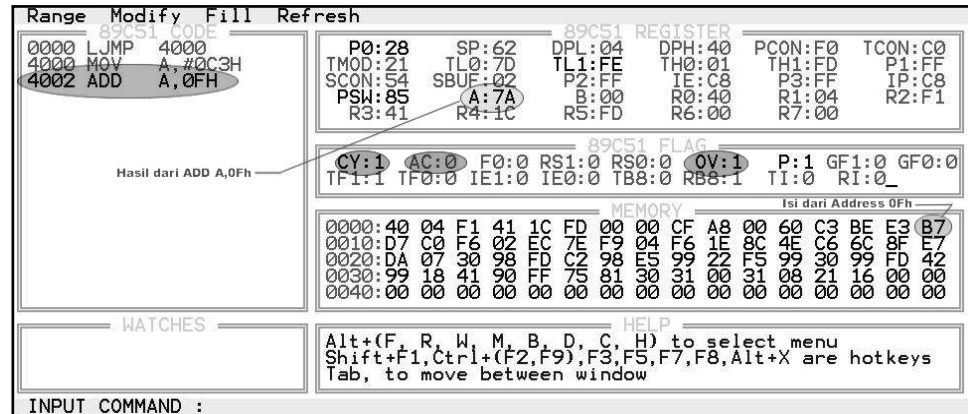 Range Modify Fill Refresh
89C51 CODE
0000 LJMP 4000
4000 MOV A,#0C3H
4002 ADD A,0FH
Hasil dari ADD A,0Fh
89C51 REGISTER
P0:28 SP:62 DPL:04 DPH:40 PCON:F0 TCON:C0
TMOD:21 TL0:7D TL1:FE TH0:01 TH1:FD P1:FF
SCON:54 SBUF:02 P2:FF IE:C8 P3:FF IP:C8
PSW:85 A:7A B:00 R0:40 R1:04 R2:F1
R3:41 R4:1C R5:FD R6:00 R7:00
89C51 FLAG
CY:1 AC:0 F0:0 RS1:0 RS0:0 OV:1 P:1 GF1:0 GF0:0
TF1:1 TF0:0 IE1:0 IE0:0 TB8:0 RB8:1 TI:0 RI:0_
Isi dari Address 0Fh
MEMORY
0000:40 04 F1 41 1C FD 00 00 CF A8 00 60 C3 BE E3 B7
0010:D7 C0 F6 02 EC 7E F9 04 F6 1E 8C 4E C6 6C 8F E7
0020:DA 07 30 98 FD C2 98 E5 99 22 F5 99 30 99 FD 42
0030:99 18 41 90 FF 75 81 30 31 00 31 08 21 16 00 00
0040:00 00 00 00 00 00 00 00 00 00 00 00 00 00 00 00
WATCHES
HELP
Alt+(F, R, W, M, B, D, C, H) to select menu
Shift+F1,Ctrl+(F2,F9),F3,F5,F7,F8,Alt+X are hotkeys
Tab, to move between window
INPUT COMMAND :